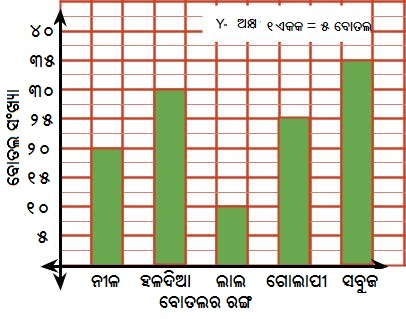 Y- ଅକ୍ଷ ୧ଏକକ = ୫ ବୋତଲ
୪୦
୩୫
୩୦
୨୫
୨୦
୧୫
୧୦
୫
ବୋତଲ ସଂଖ୍ୟା
ନୀଳ ହଳଦିଆ ଲାଲ ଗୋଲାପୀ ସବୁଜ
ବୋତଲର ରଙ୍ଗ